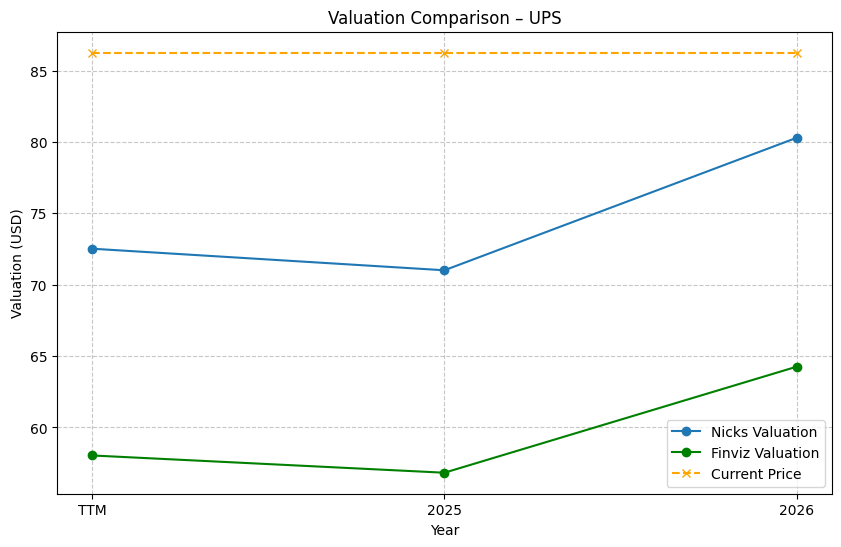 Valuation Comparison – UPS
Valuation (USD)
85
80
75
70
65
60
TTM
2025
2026
Year
Nicks Valuation
Finviz Valuation
Current Price